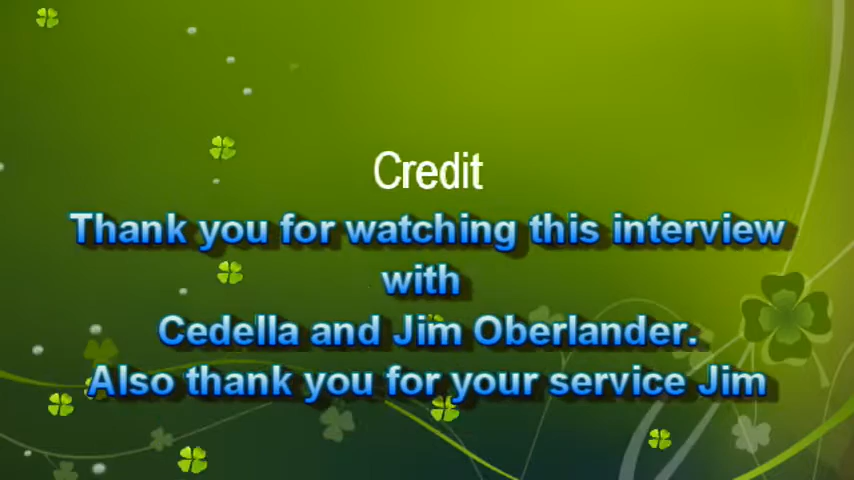 Credit
Thank you for watching this interview
with
Cedella and Jim Oberlander.
Also thank you for your service Jim